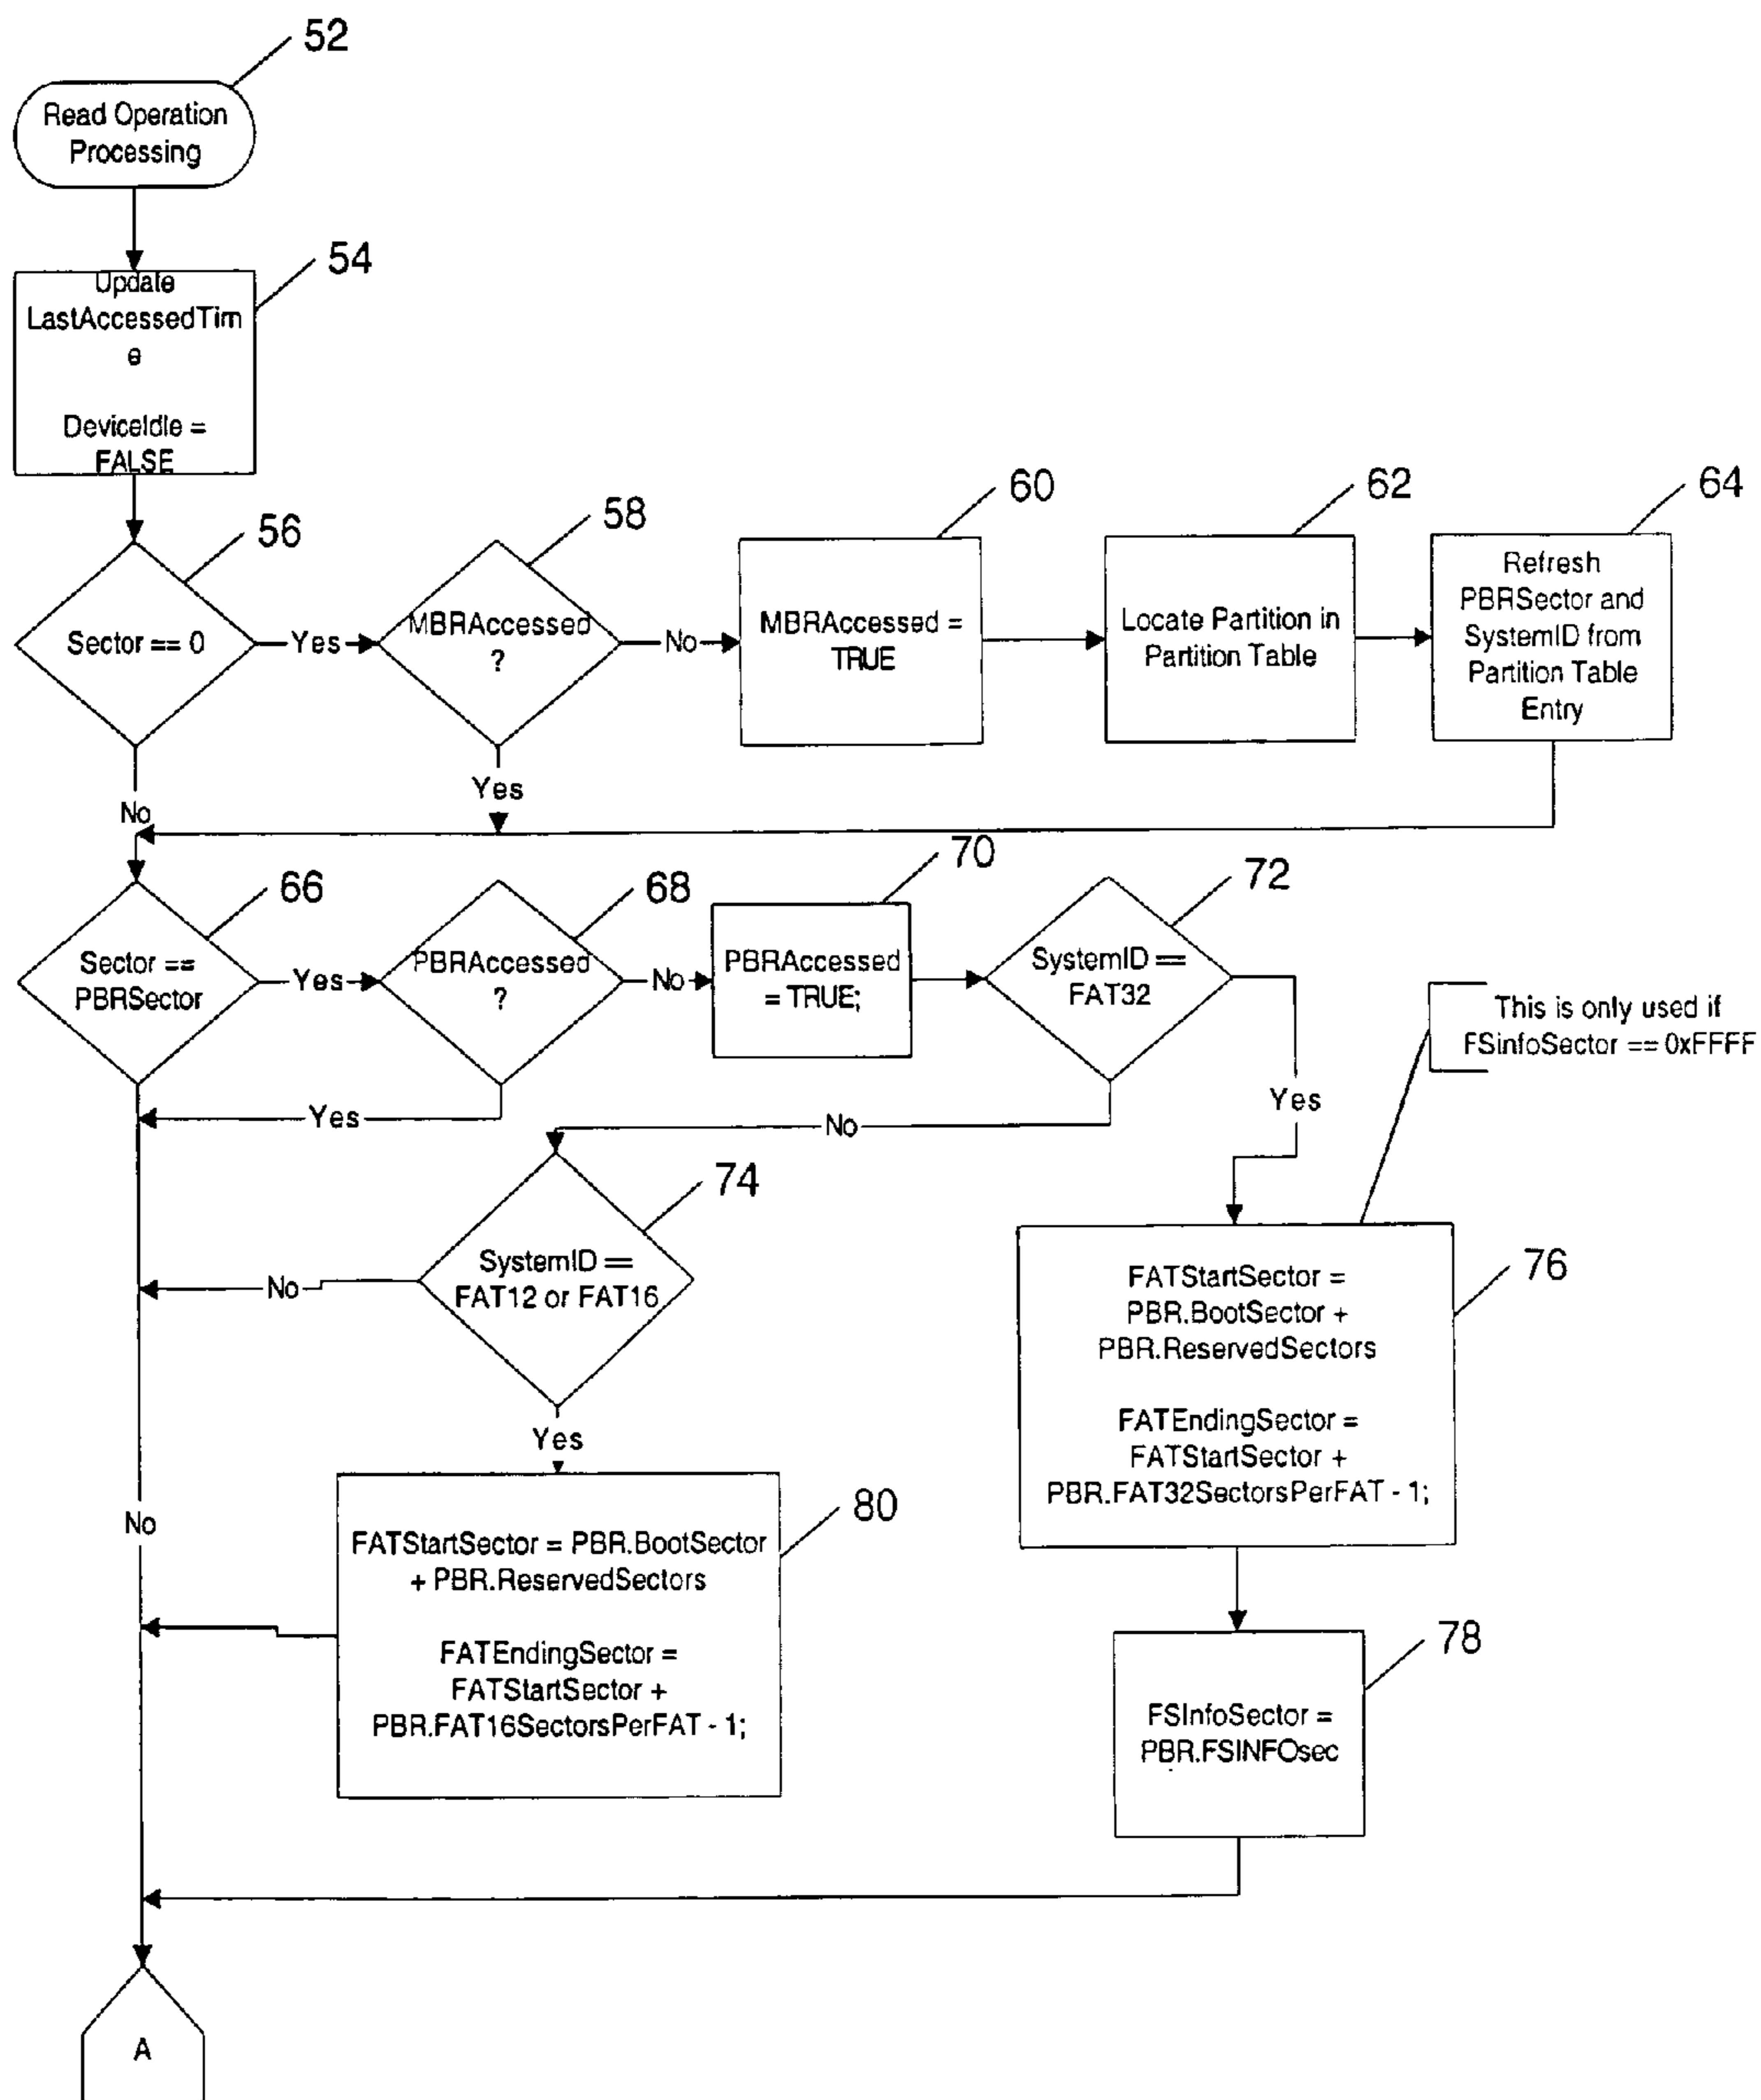 52
Read Operation
Processing
54
Update
LastAccessedTim
e
DeviceIdle =
FALSE
56
58
60
62
64
Sector == 0
Yes
MBRAccessed
?
No
MBRAccessed =
TRUE
Locate Partition in
Partition Table
Refresh
PBRSector and
SystemID from
Partition Table
Entry
No
Yes
66
68
70
72
Sector ==
PBRSector
Yes
PBRAccessed
?
No
PBRAccessed
= TRUE;
SystemID ==
FAT32
This is only used if
FSinfoSector == 0xFFFF
Yes
No
Yes
74
SystemID ==
FAT12 or FAT16
No
Yes
76
FATStartSector =
PBR.BootSector +
PBR.ReservedSectors
FATEndingSector =
FATStartSector +
PBR.FAT32SectorsPerFAT - 1;
No
80
FATStartSector = PBR.BootSector
+ PBR.ReservedSectors
FATEndingSector =
FATStartSector +
PBR.FAT16SectorsPerFAT - 1;
78
FSInfoSector =
PBR.FSINFOsec
A